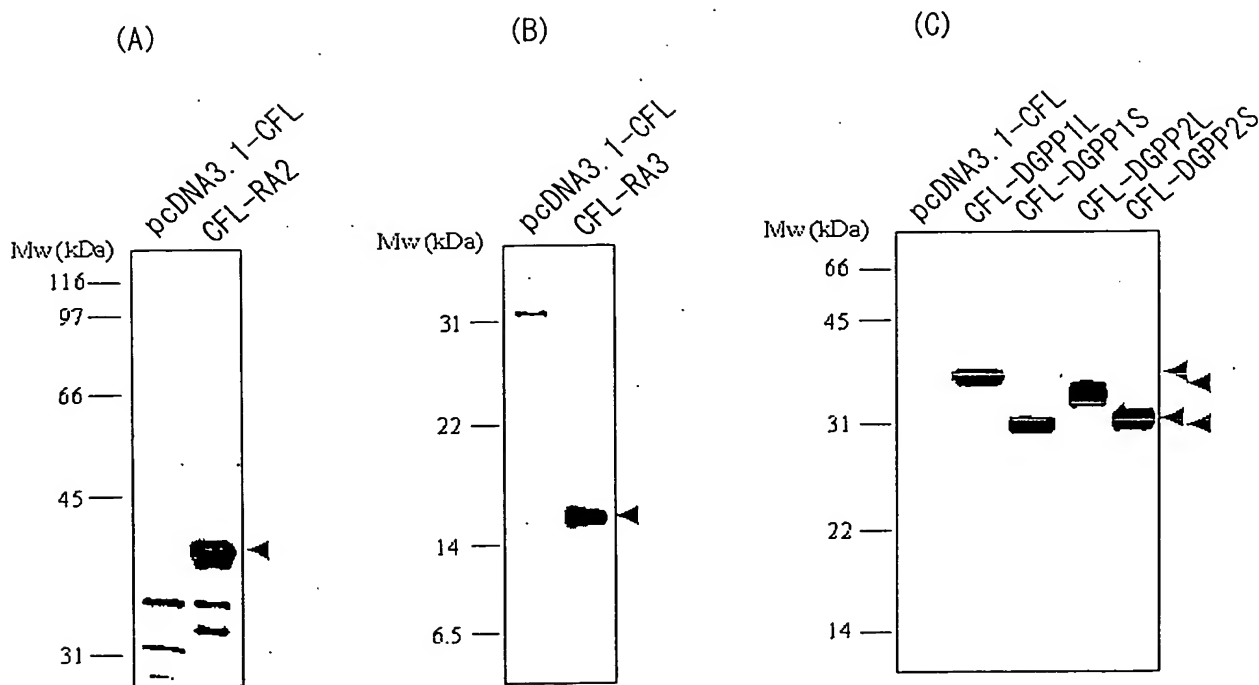 (A)
pcDNA3.1-CFL
CFL-RA2
Mw(kDa)
116
97
66
45
31
(B)
pcDNA3.1-CFL
CFL-RA3
Mw(kDa)
31
22
14
6.5
(C)
pcDNA3.1-CFL
CFL-DGPP1L
CFL-DGPP1S
CFL-DGPP2L
CFL-DGPP2S
Mw(kDa)
66
45
31
22
14